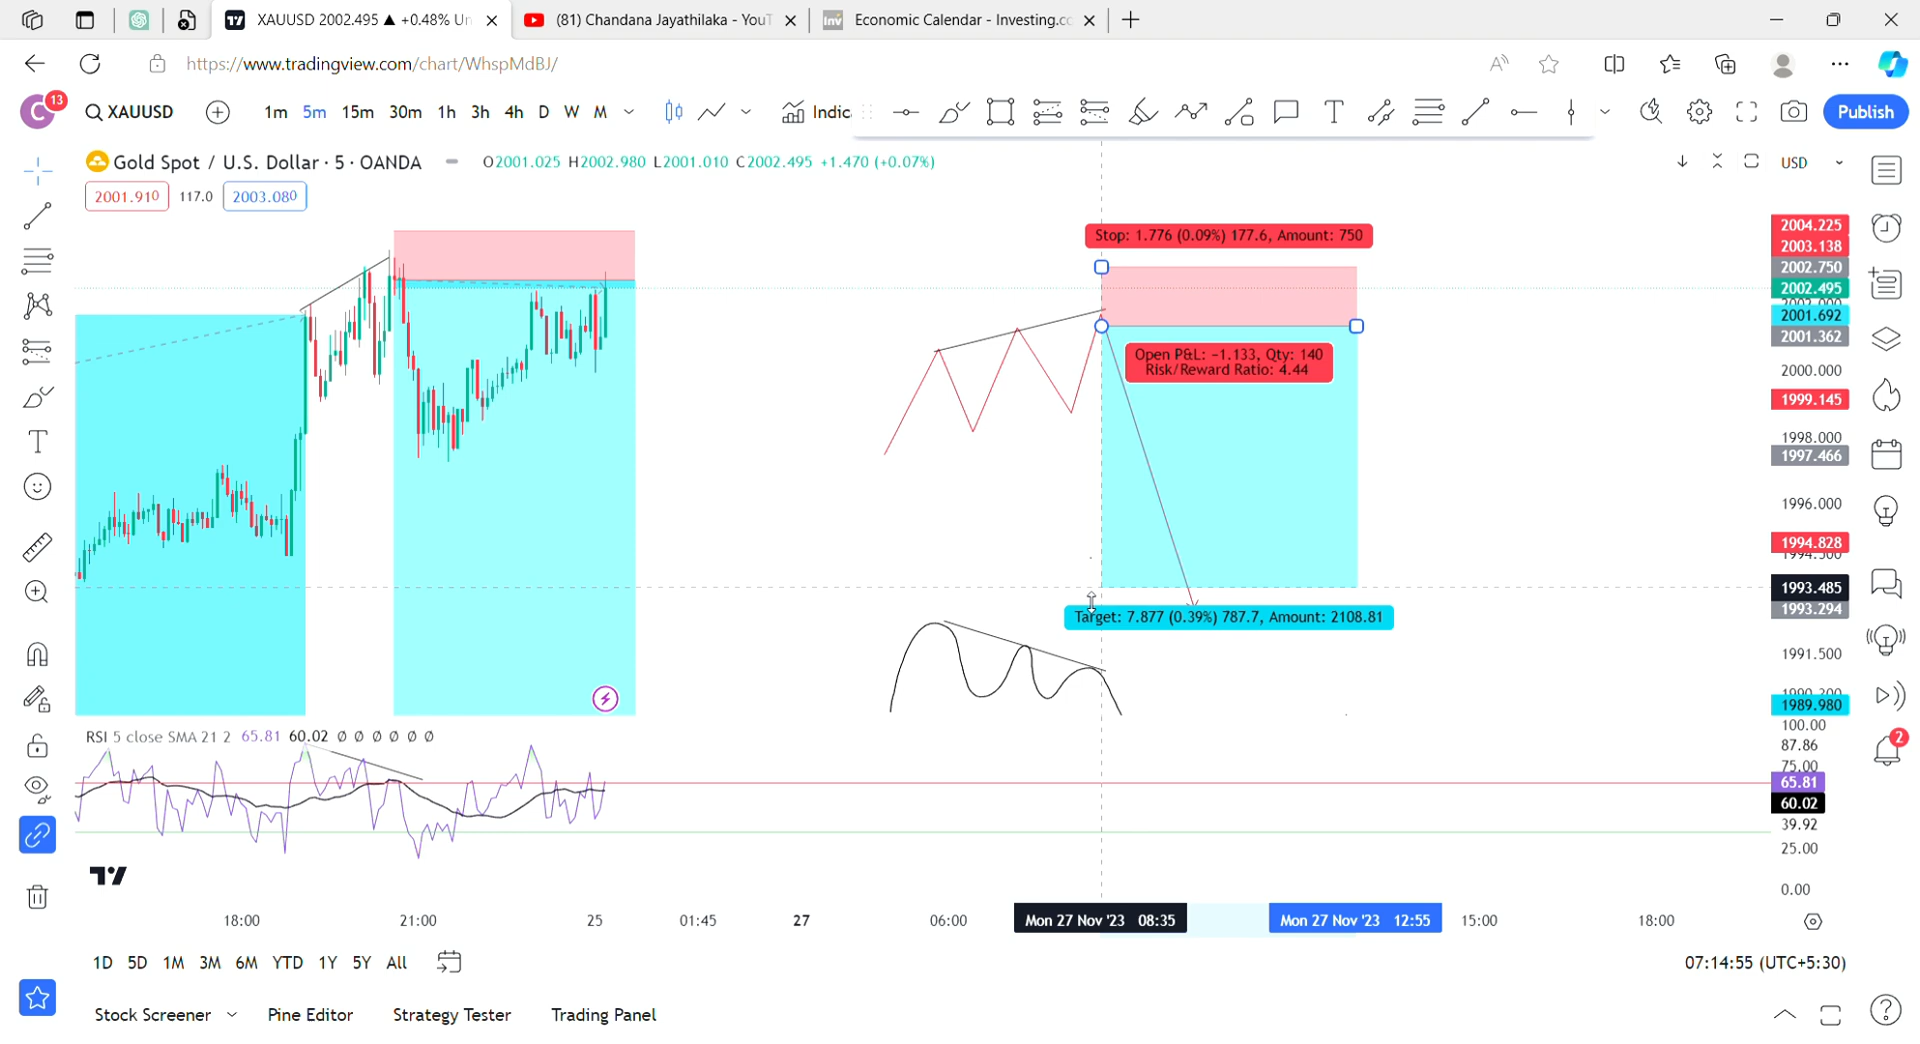 XAUUSD 2002.495 ▲ +0.48% Un
(81) Chandana Jayathilaka - YouT
Inv
Economic Calendar - Investing.co
https://www.tradingview.com/chart/WhspMdBJ/
C
13
XAUUSD
1m 5m 15m 30m 1h 3h 4h D W M
Indic
Publish
Gold Spot / U.S. Dollar · 5 · OANDA
O2001.025 H2002.980 L2001.010 C2002.495 +1.470 (+0.07%)
USD
2001.910
117.0
2003.080
Stop: 1.776 (0.09%) 177.6, Amount: 750
Open P&L: -1.133, Qty: 140
Risk/Reward Ratio: 4.44
Target: 7.877 (0.39%) 787.7, Amount: 2108.81
2004.225
2003.138
2002.750
2002.495
2001.692
2001.362
2000.000
1999.145
1998.000
1997.466
1996.000
1994.828
1993.485
1993.294
1991.500
1989.980
RSI 5 close SMA 21 2 65.81 60.02 ∅ ∅ ∅ ∅ ∅ ∅
100.00
87.86
75.00
65.81
60.02
39.92
25.00
0.00
2
18:00 21:00 25 01:45 27 06:00 Mon 27 Nov '23 08:35 Mon 27 Nov '23 12:55 15:00 18:00
1D 5D 1M 3M 6M YTD 1Y 5Y All
07:14:55 (UTC+5:30)
Stock Screener Pine Editor Strategy Tester Trading Panel